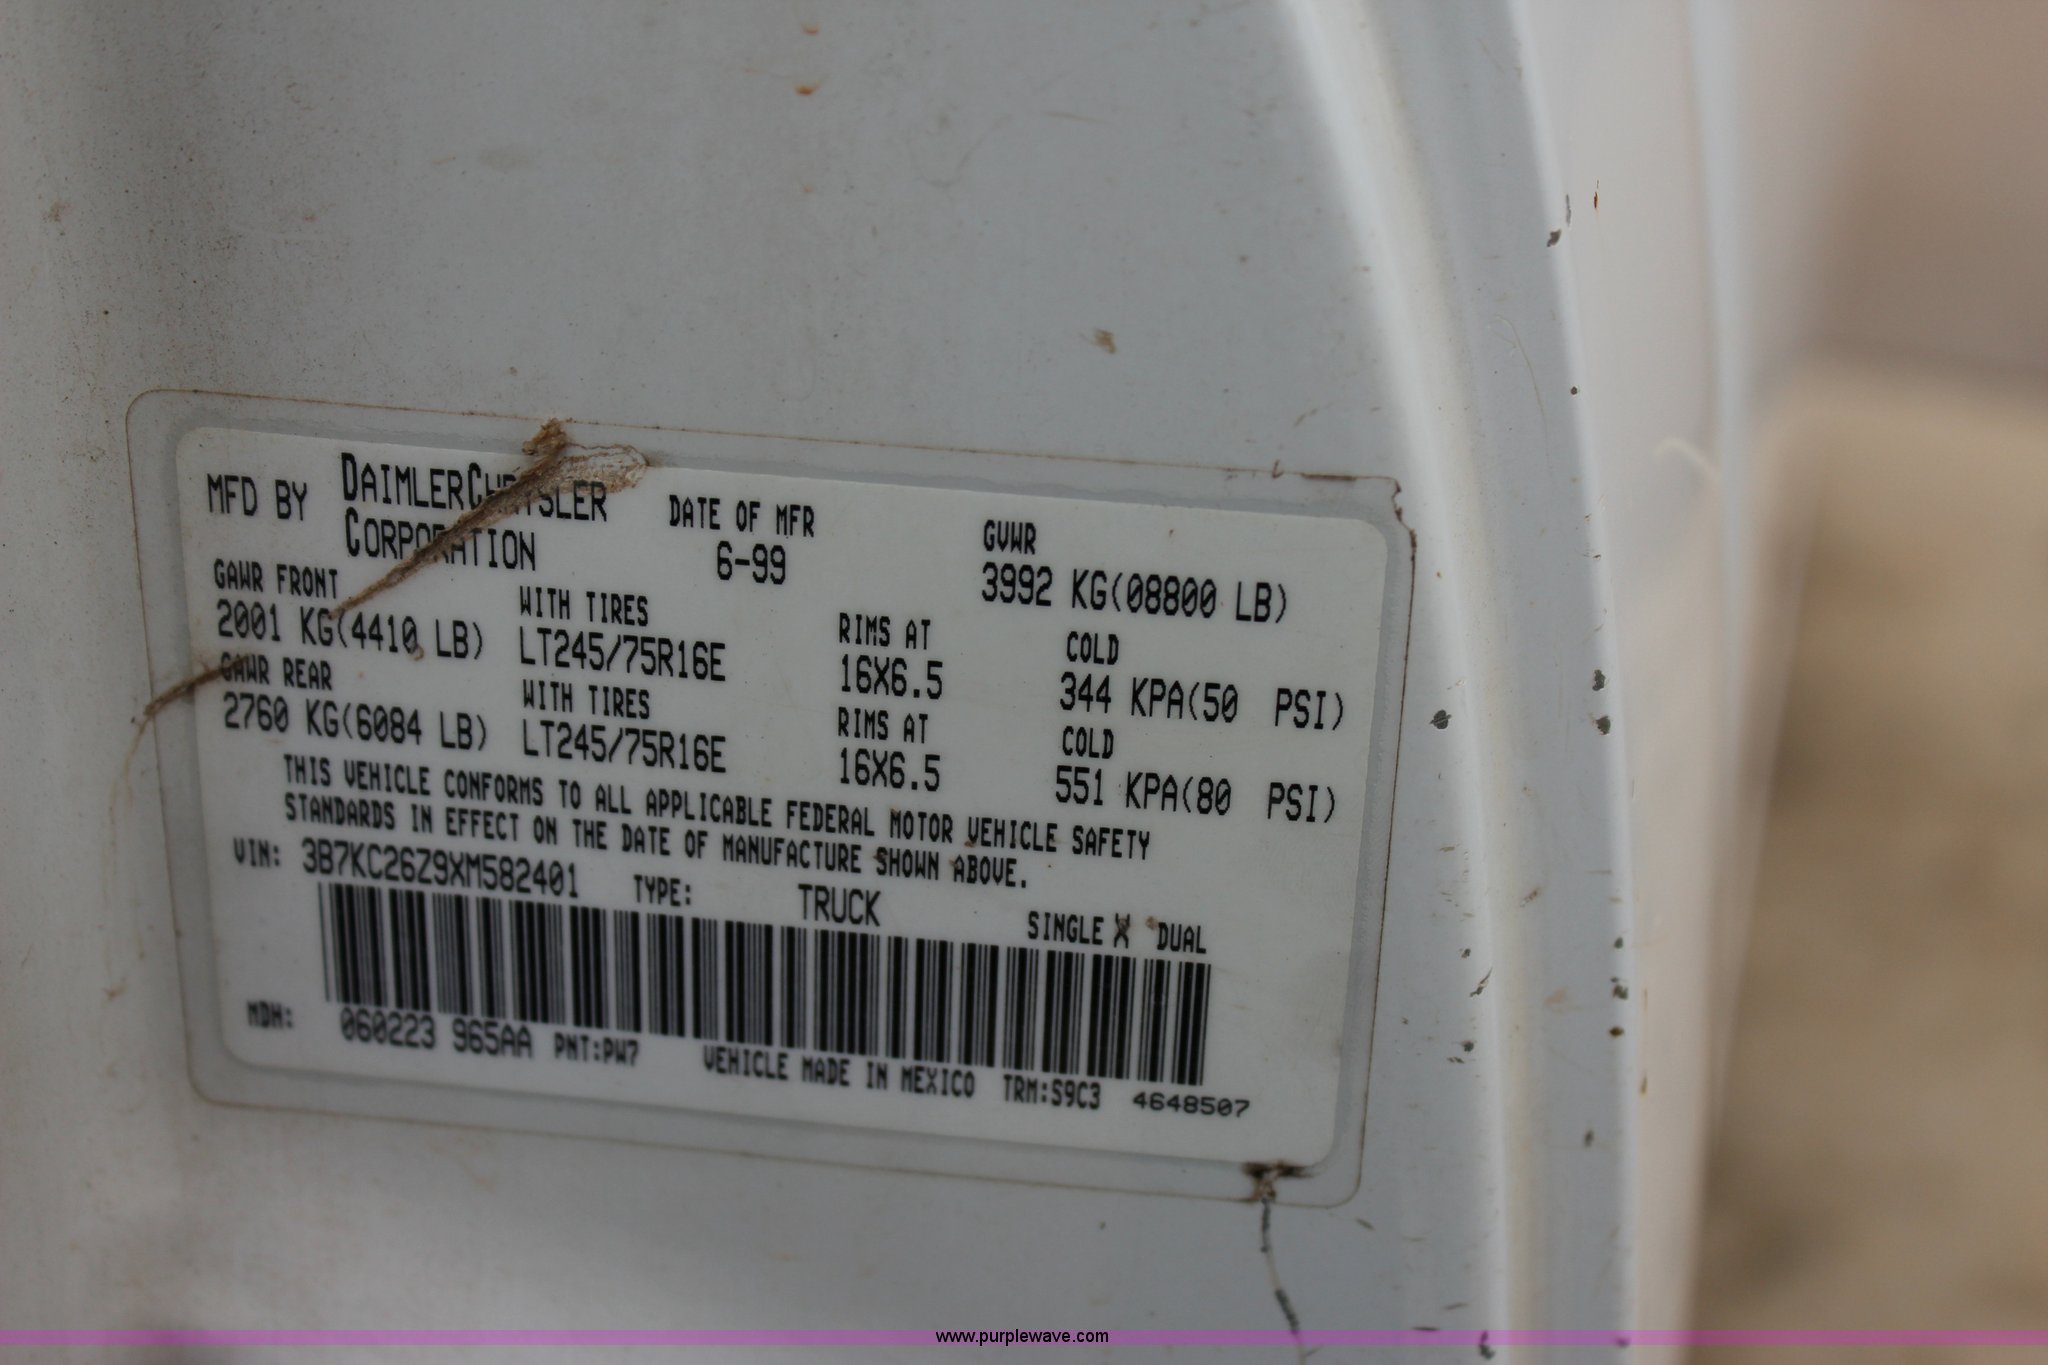 MFD BY DAIMLERCHRYSLER CORPORATION
DATE OF MFR 6-99
GVWR 3992 KG(08800 LB)
GAWR FRONT WITH TIRES RIMS AT COLD
2001 KG(4410 LB) LT245/75R16E 16X6.5 344 KPA(50 PSI)
GAWR REAR WITH TIRES RIMS AT COLD
2760 KG(6084 LB) LT245/75R16E 16X6.5 551 KPA(80 PSI)
THIS VEHICLE CONFORMS TO ALL APPLICABLE FEDERAL MOTOR VEHICLE SAFETY
STANDARDS IN EFFECT ON THE DATE OF MANUFACTURE SHOWN ABOVE.
VIN: 3B7KC26Z9XM582401 TYPE: TRUCK SINGLE X DUAL
MDH: 060223 965AA PNT:PW7 VEHICLE MADE IN MEXICO TRM:S9C3 4648507
www.purplewave.com